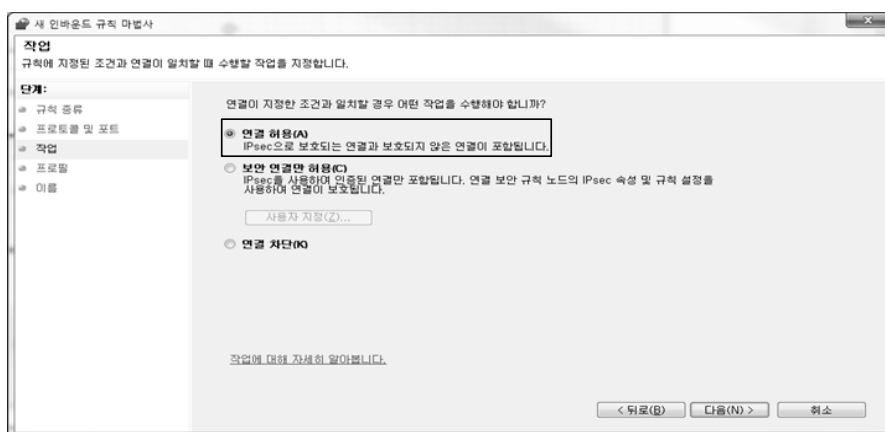 새 인바운드 규칙 마법사
작업
규칙에 지정된 조건과 연결이 일치할 때 수행할 작업을 지정합니다.
단계:
규칙 종류
프로토콜 및 포트
작업
프로필
이름
연결이 지정한 조건과 일치할 경우 어떤 작업을 수행해야 합니까?
연결 허용(A)
IPsec으로 보호되는 연결과 보호되지 않은 연결이 포함됩니다.
보안 연결만 허용(C)
IPsec를 사용하여 인증된 연결만 포함됩니다. 연결 보안 규칙 노드의 IPsec 속성 및 규칙 설정을
사용하여 연결이 보호됩니다.
사용자 지정(Z)...
연결 차단(K)
작업에 대해 자세히 알아봅니다.
< 뒤로(B)
다음(N) >
취소